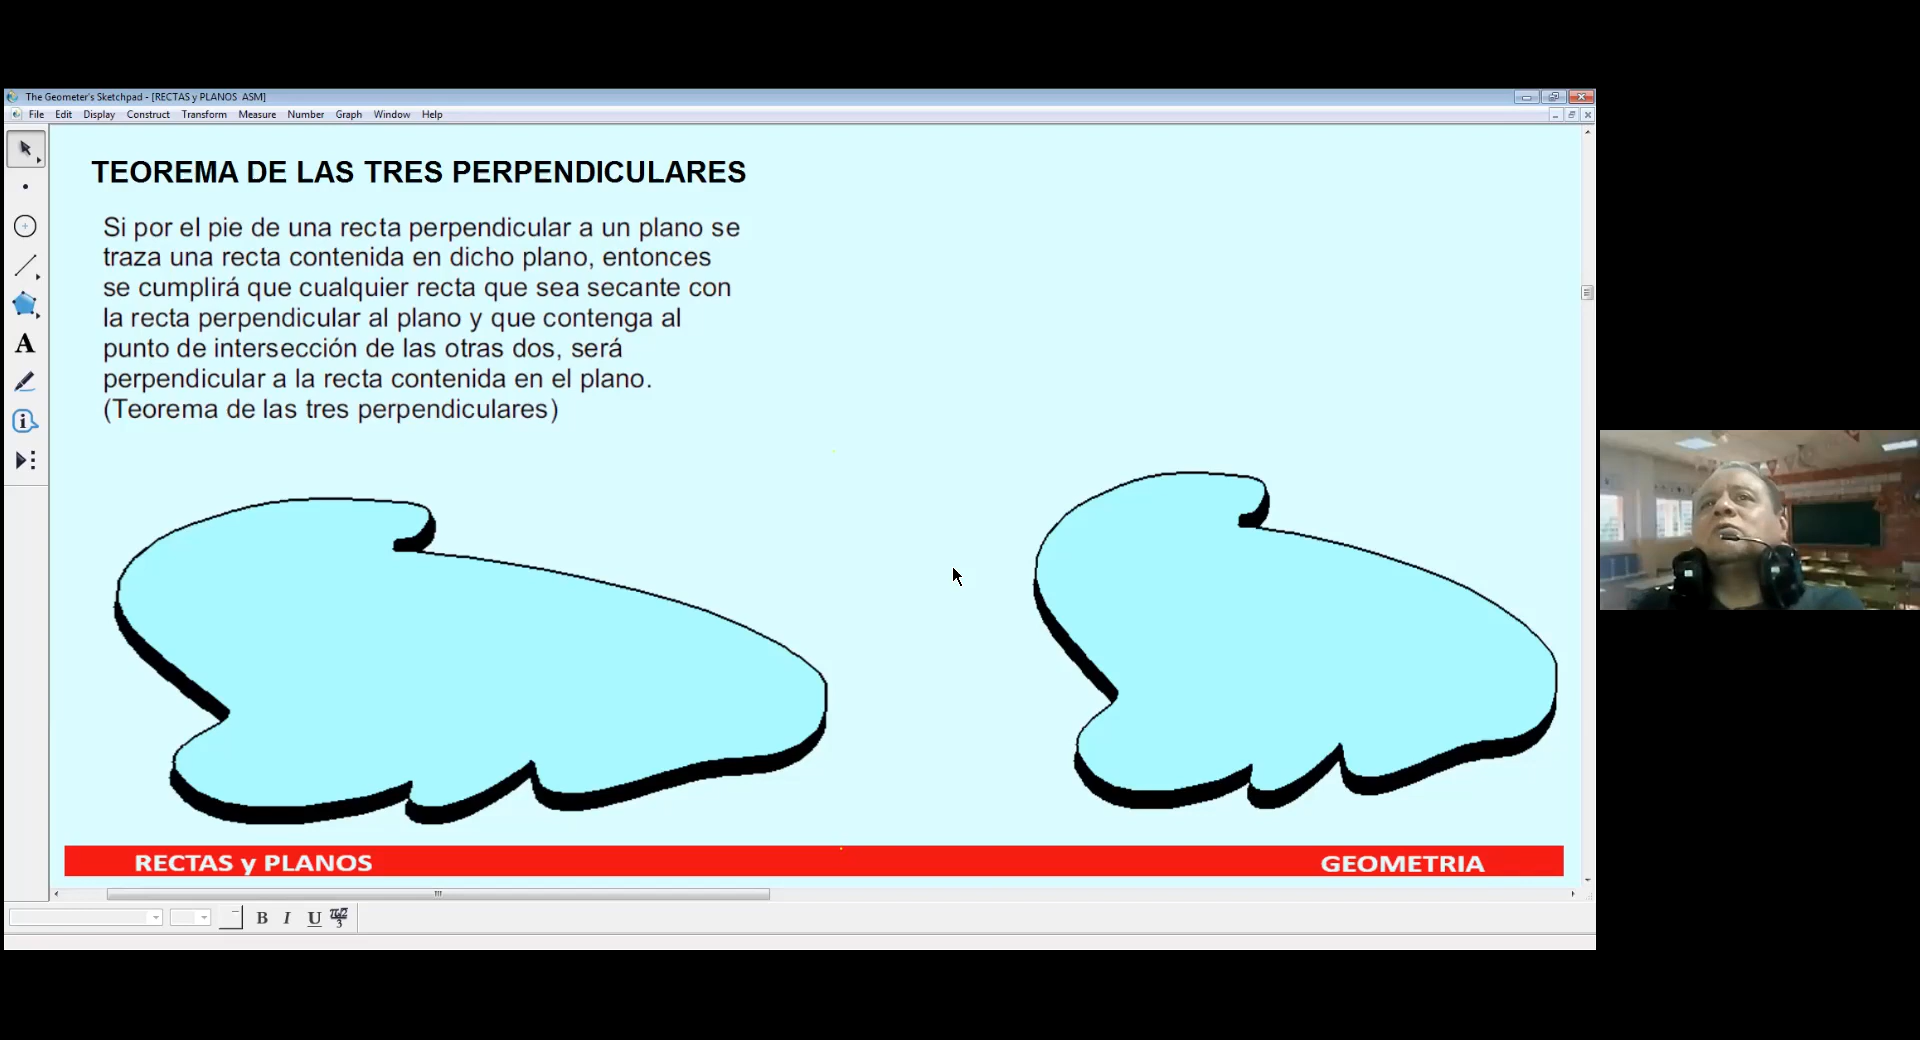 The Geometer's Sketchpad - [RECTAS y PLANOS  ASM]
File Edit Display Construct Transform Measure Number Graph Window Help
TEOREMA DE LAS TRES PERPENDICULARES
Si por el pie de una recta perpendicular a un plano se
traza una recta contenida en dicho plano, entonces
se cumplirá que cualquier recta que sea secante con
la recta perpendicular al plano y que contenga al
punto de intersección de las otras dos, será
perpendicular a la recta contenida en el plano.
(Teorema de las tres perpendiculares)
A
RECTAS y PLANOS GEOMETRIA
B I U